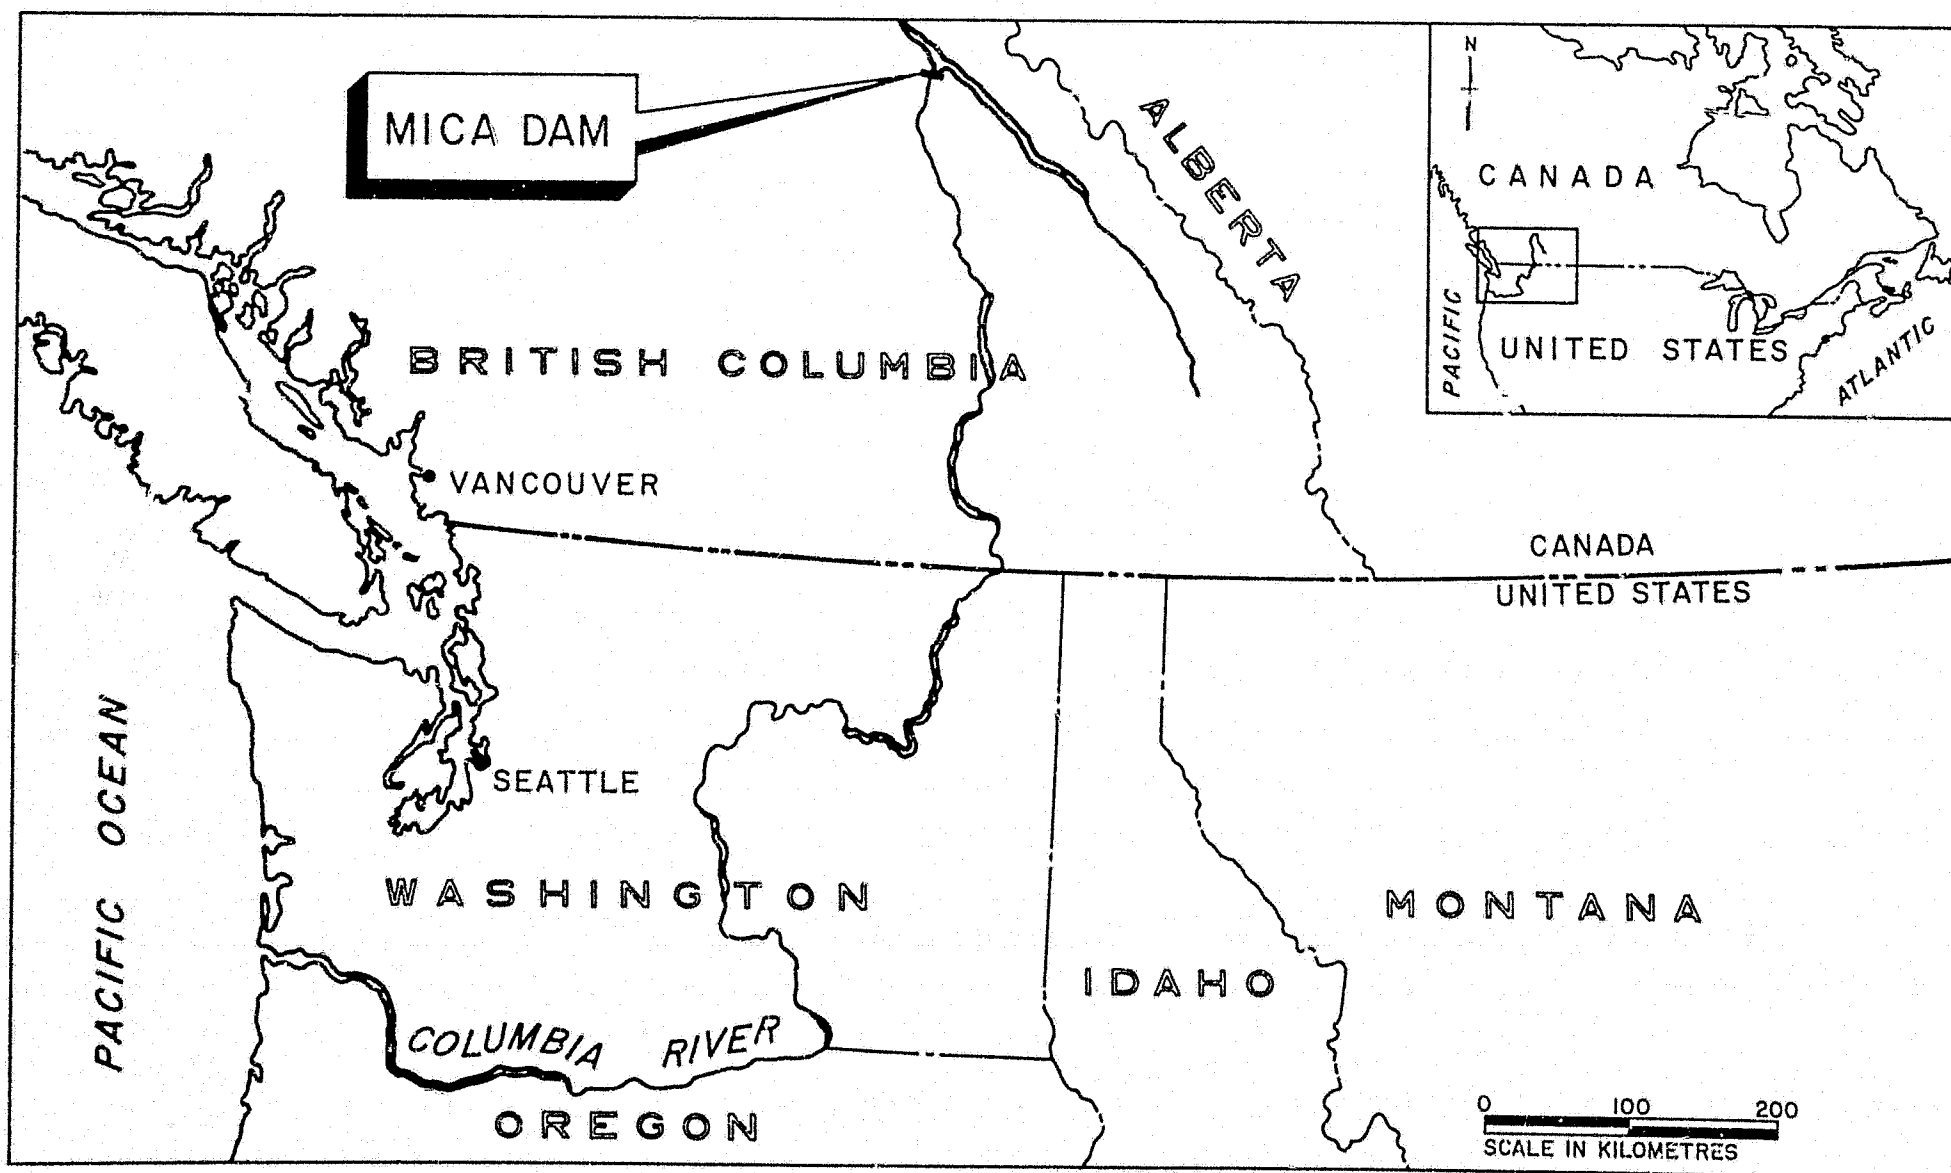 MICA DAM
ALBERTA
N
CANADA
PACIFIC
UNITED STATES
ATLANTIC
BRITISH COLUMBIA
VANCOUVER
CANADA
UNITED STATES
SEATTLE
PACIFIC OCEAN
WASHINGTON
MONTANA
IDAHO
COLUMBIA RIVER
OREGON
0 100 200
SCALE IN KILOMETRES